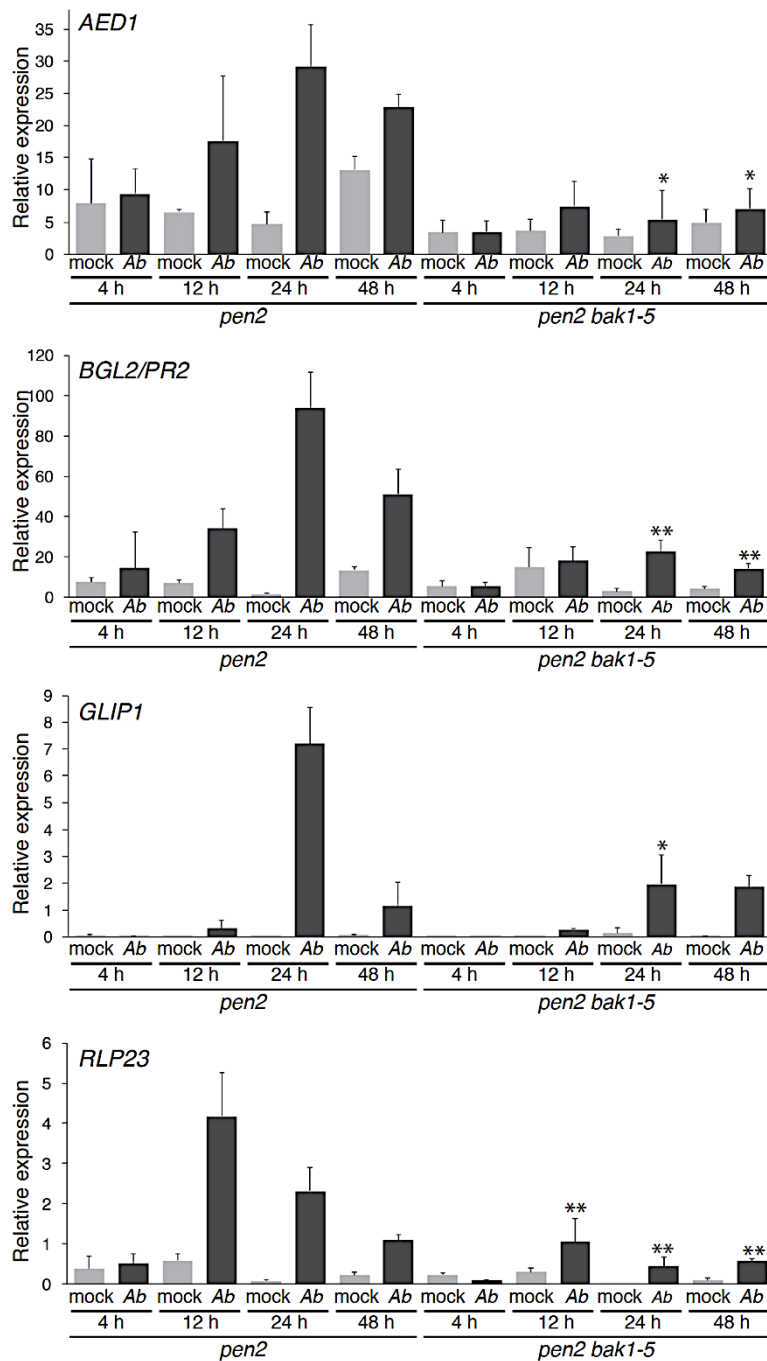 AED1
Relative expression
35
30
25
20
15
10
5
0
* *
mock Ab mock Ab mock Ab mock Ab mock Ab mock Ab mock Ab mock Ab
4 h 12 h 24 h 48 h 4 h 12 h 24 h 48 h
pen2 pen2 bak1-5
BGL2/PR2
Relative expression
120
100
80
60
40
20
0
** **
mock Ab mock Ab mock Ab mock Ab mock Ab mock Ab mock Ab mock Ab
4 h 12 h 24 h 48 h 4 h 12 h 24 h 48 h
pen2 pen2 bak1-5
GLIP1
Relative expression
9
8
7
6
5
4
3
2
1
0
*
mock Ab mock Ab mock Ab mock Ab mock Ab mock Ab mock Ab mock Ab
4 h 12 h 24 h 48 h 4 h 12 h 24 h 48 h
pen2 pen2 bak1-5
RLP23
Relative expression
6
5
4
3
2
1
0
** ** **
mock Ab mock Ab mock Ab mock Ab mock Ab mock Ab mock Ab mock Ab
4 h 12 h 24 h 48 h 4 h 12 h 24 h 48 h
pen2 pen2 bak1-5